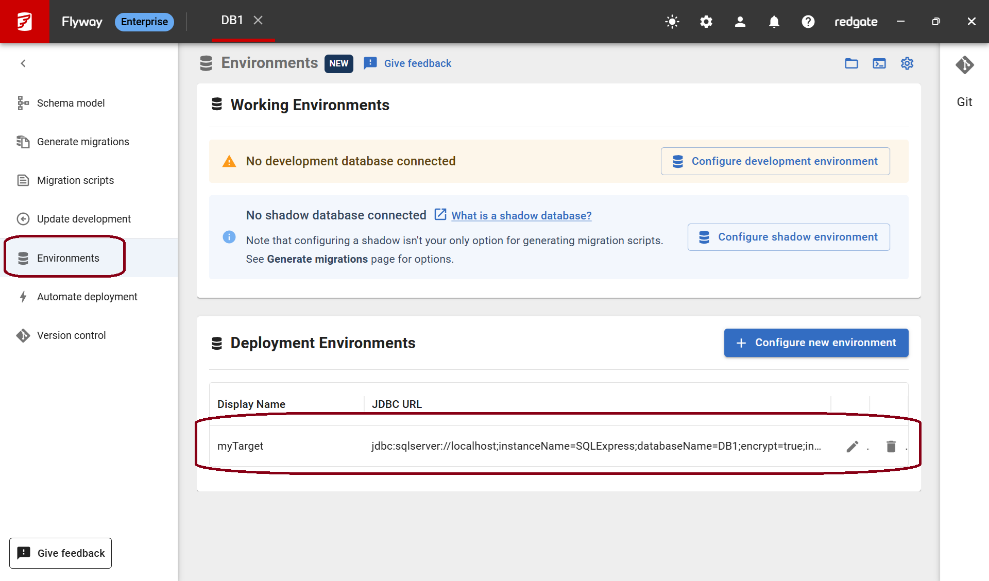 Flyway
Enterprise
DB1
redgate
Environments
NEW
Give feedback
Schema model
Generate migrations
Migration scripts
Update development
Environments
Automate deployment
Version control
Give feedback
Working Environments
No development database connected
Configure development environment
No shadow database connected
What is a shadow database?
Note that configuring a shadow isn't your only option for generating migration scripts.
See Generate migrations page for options.
Configure shadow environment
Deployment Environments
Configure new environment
Display Name
JDBC URL
myTarget
jdbc:sqlserver://localhost;instanceName=SQLExpress;databaseName=DB1;encrypt=true;in...
Git